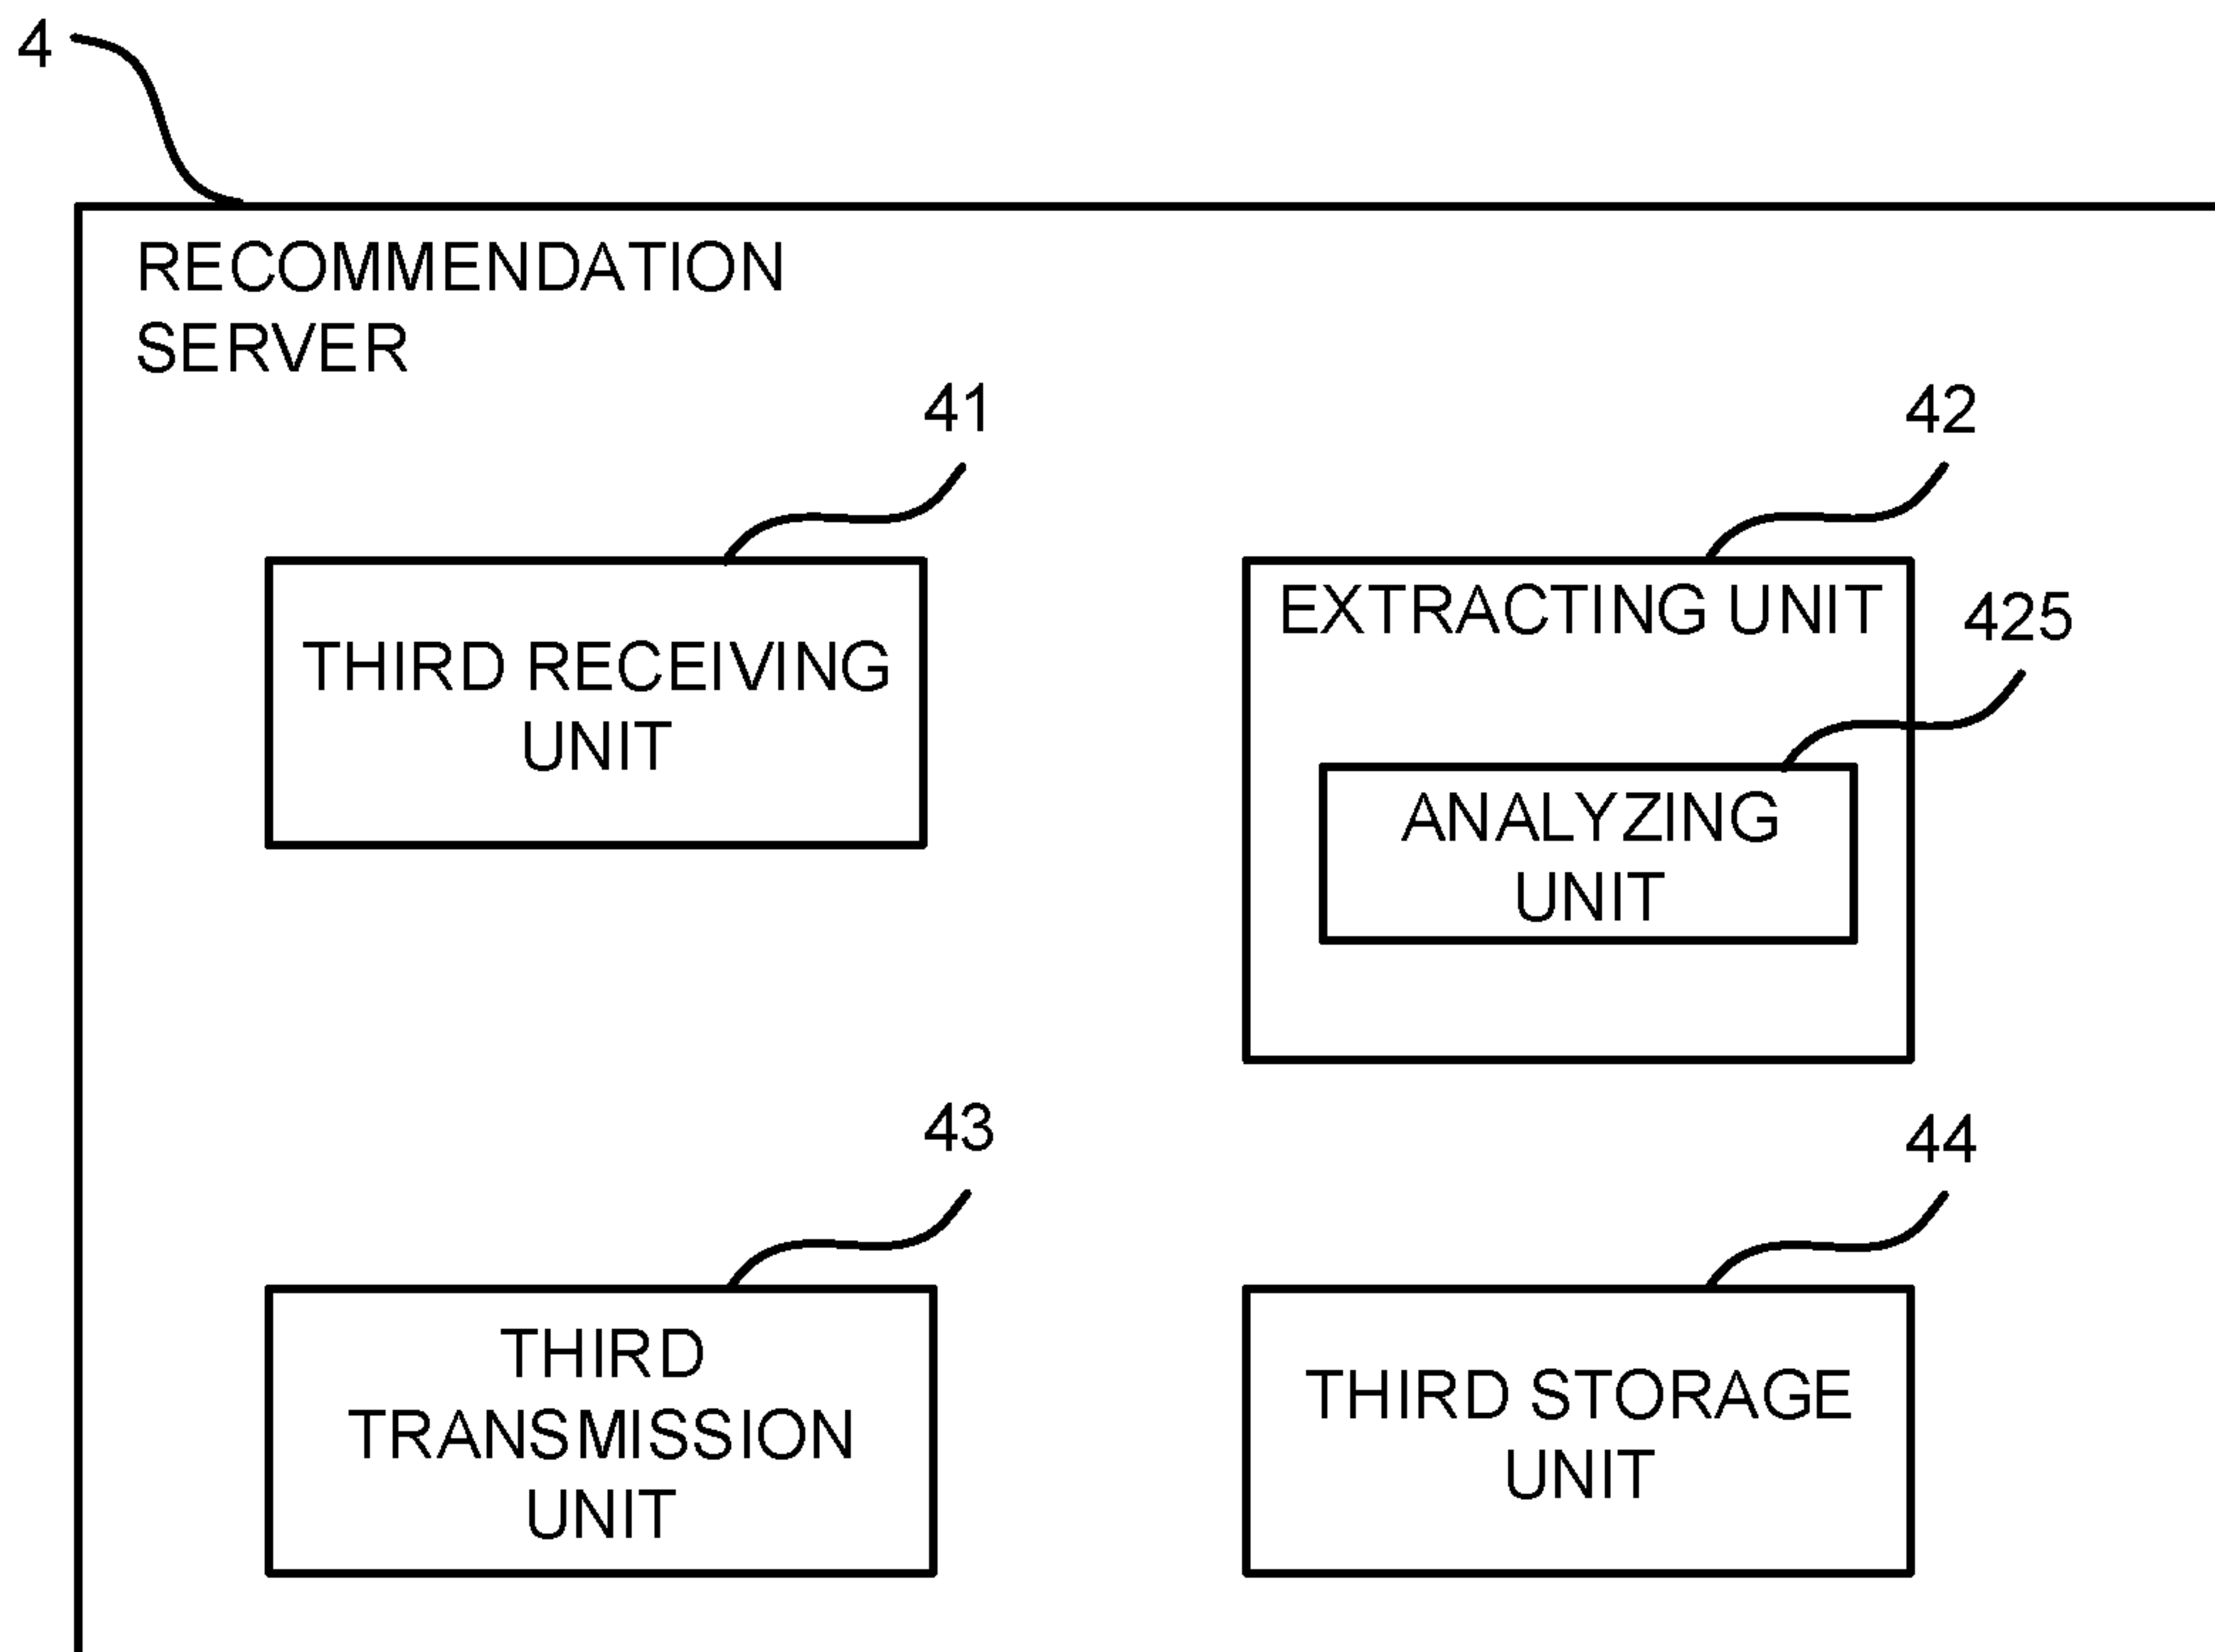 4
RECOMMENDATION
SERVER
41
THIRD RECEIVING
UNIT
42
EXTRACTING UNIT
425
ANALYZING
UNIT
43
THIRD
TRANSMISSION
UNIT
44
THIRD STORAGE
UNIT